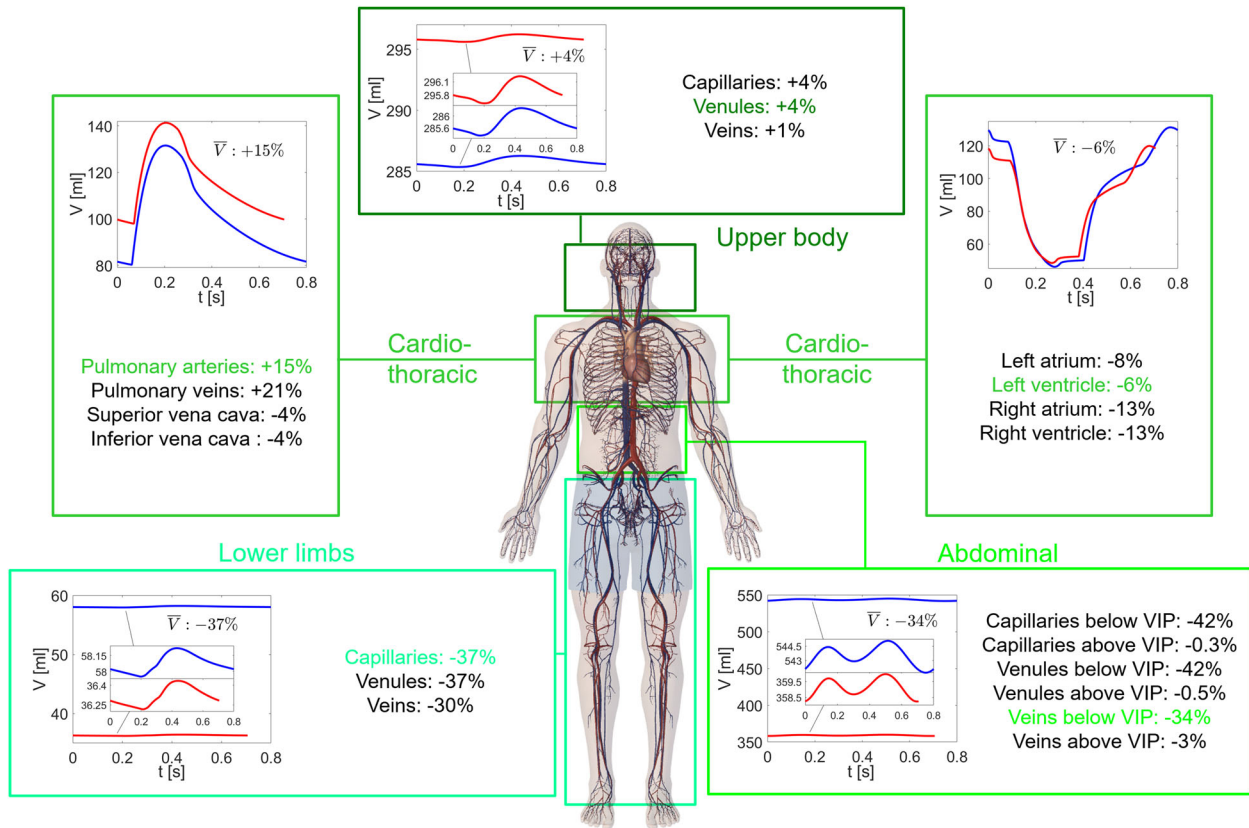 295
290
285
V [ml]
V̅ : +4%
296.1
295.8
286
285.6
0 0.2 0.4 0.6 0.8
0 0.2 0.4 0.6 0.8
t [s]
Capillaries: +4%
Venules: +4%
Veins: +1%
Upper body
140
120
100
80
V [ml]
V̅ : +15%
0 0.2 0.4 0.6 0.8
t [s]
Pulmonary arteries: +15%
Pulmonary veins: +21%
Superior vena cava: -4%
Inferior vena cava : -4%
Cardio-
thoracic
Cardio-
thoracic
120
100
80
60
V [ml]
V̅ : −6%
0 0.2 0.4 0.6 0.8
t [s]
Left atrium: -8%
Left ventricle: -6%
Right atrium: -13%
Right ventricle: -13%
Lower limbs
60
50
40
V [ml]
V̅ : −37%
58.15
58
36.4
36.25
0 0.2 0.4 0.6 0.8
0 0.2 0.4 0.6 0.8
t [s]
Capillaries: -37%
Venules: -37%
Veins: -30%
Abdominal
550
500
450
400
350
V [ml]
V̅ : −34%
544.5
543
359.5
358.5
0 0.2 0.4 0.6 0.8
0 0.2 0.4 0.6 0.8
t [s]
Capillaries below VIP: -42%
Capillaries above VIP: -0.3%
Venules below VIP: -42%
Venules above VIP: -0.5%
Veins below VIP: -34%
Veins above VIP: -3%